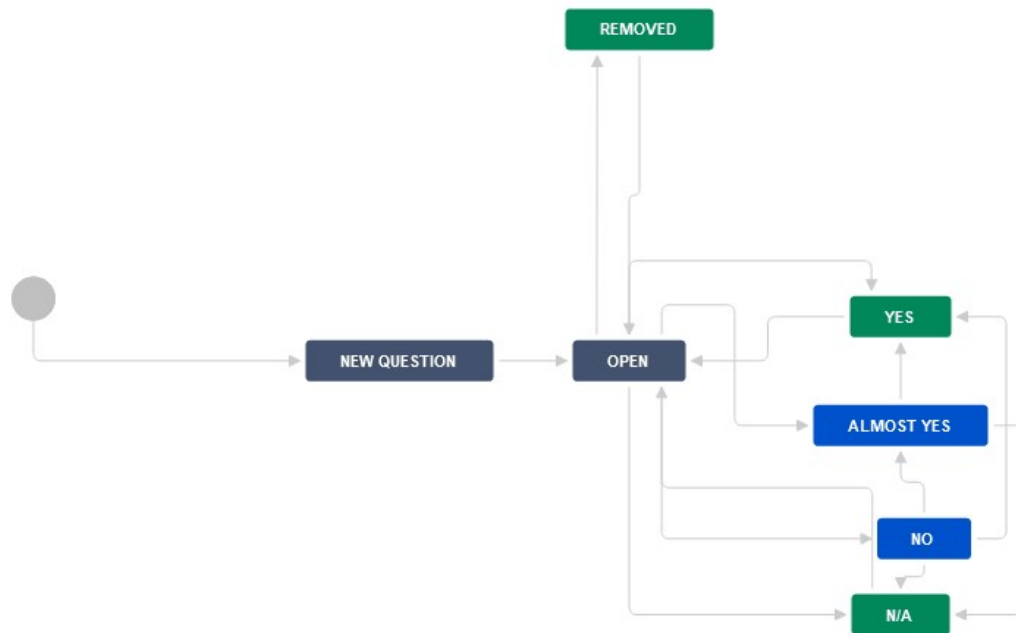 REMOVED
YES
NEW QUESTION
OPEN
ALMOST YES
NO
N/A